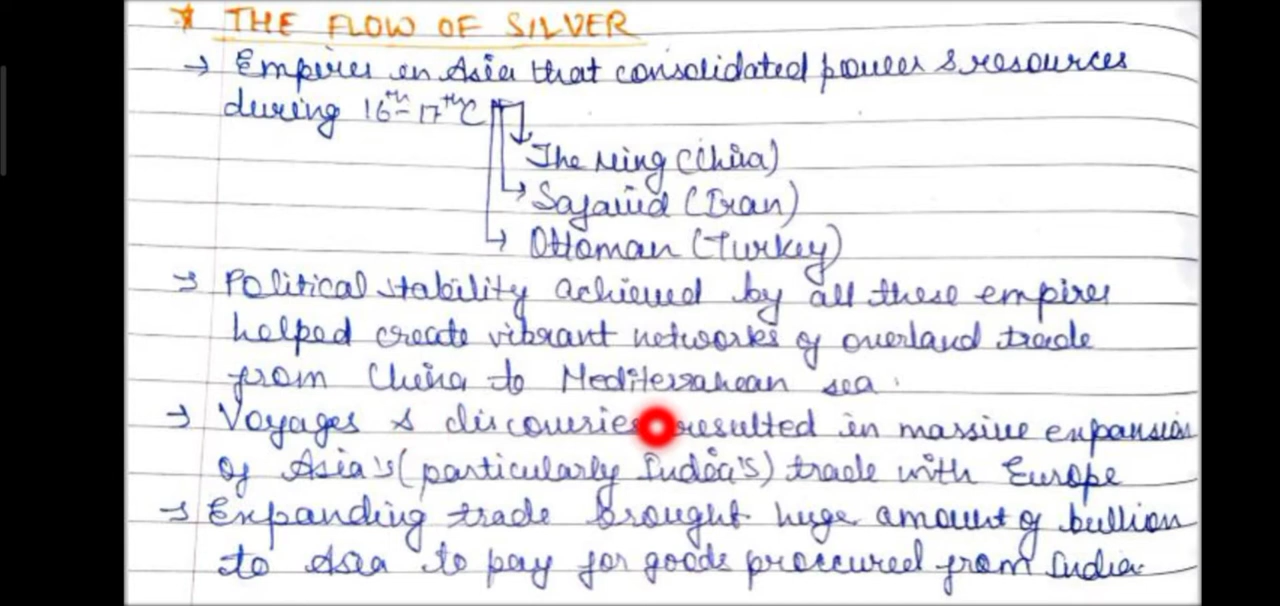 * THE FLOW OF SILVER
→ Empires in Asia that consolidated power & resources
during 16th - 17th C
The Ming (China)
Safavid (Iran)
Ottoman (Turkey)
→ Political stability achieved by all these empires
helped create vibrant networks of overland trade
from China to Mediterranean sea.
→ Voyages & discoveries resulted in massive expansion
of Asia's (particularly India's) trade with Europe
→ Expanding trade brought huge amount of bullion
to Asia to pay for goods proccured from India